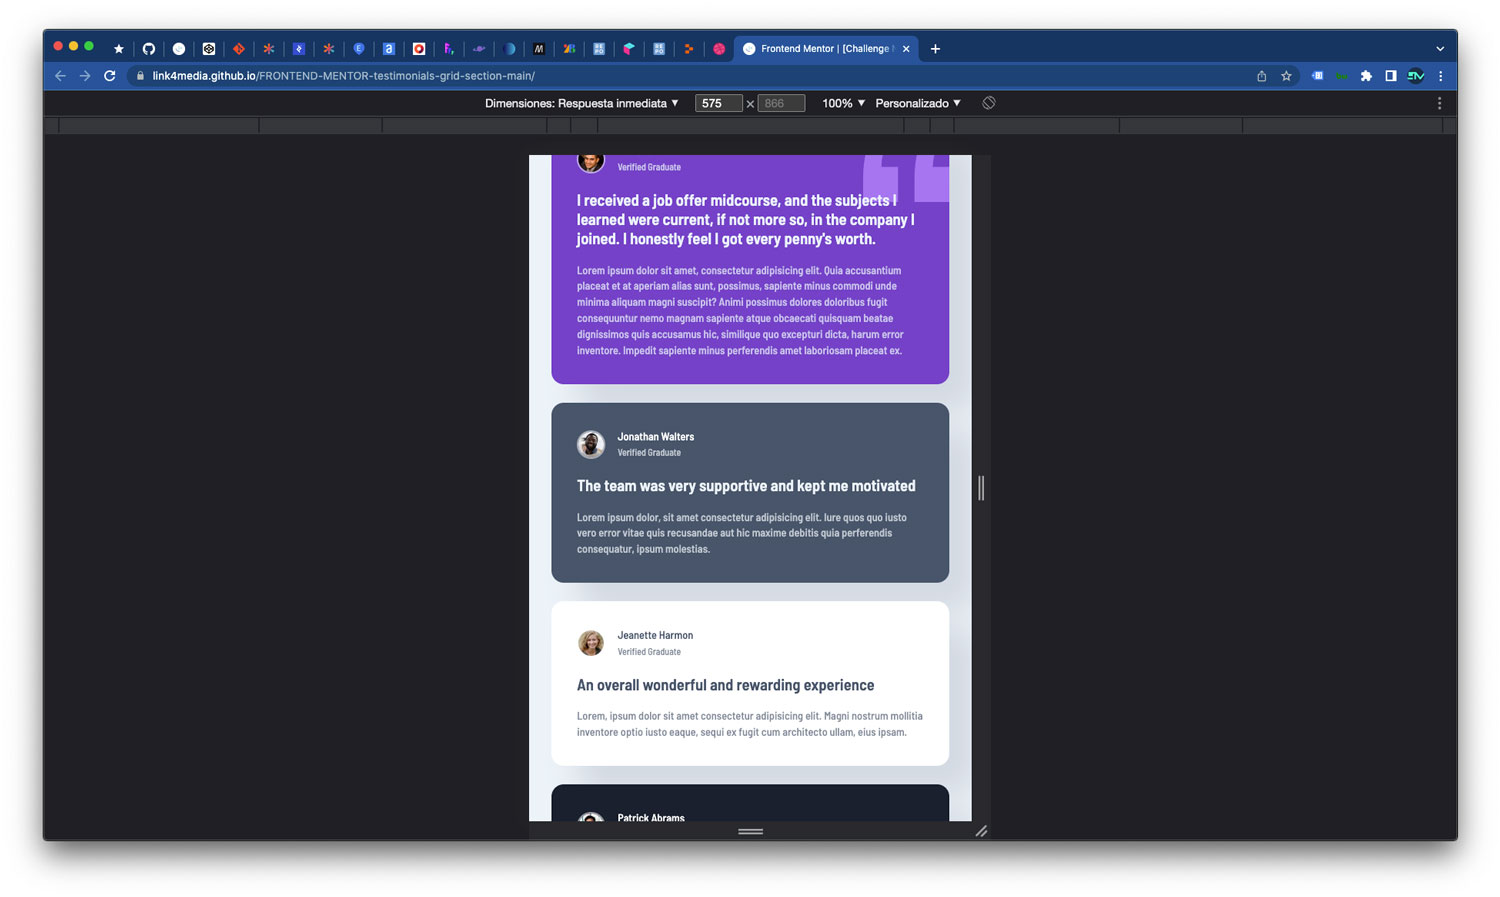 Frontend Mentor | [Challenge
link4media.github.io/FRONTEND-MENTOR-testimonials-grid-section-main/
Dimensiones: Respuesta inmediata ▼ 575 × 866 100% ▼ Personalizado ▼
Verified Graduate
I received a job offer midcourse, and the subjects I
learned were current, if not more so, in the company I
joined. I honestly feel I got every penny's worth.
Lorem ipsum dolor sit amet, consectetur adipisicing elit. Quia accusantium
placeat et at aperiam alias sunt, possimus, sapiente minus commodi unde
minima aliquam magni suscipit? Animi possimus dolores doloribus fugit
consequuntur nemo magnam sapiente atque obcaecati quisquam beatae
dignissimos quis accusamus hic, similique quo excepturi dicta, harum error
inventore. Impedit sapiente minus perferendis amet laboriosam placeat ex.
Jonathan Walters
Verified Graduate
The team was very supportive and kept me motivated
Lorem ipsum dolor, sit amet consectetur adipisicing elit. Iure quos quo iusto
vero error vitae quis recusandae aut hic maxime debitis quia perferendis
consequatur, ipsum molestias.
Jeanette Harmon
Verified Graduate
An overall wonderful and rewarding experience
Lorem, ipsum dolor sit amet consectetur adipisicing elit. Magni nostrum mollitia
inventore optio iusto eaque, sequi ex fugit cum architecto ullam, eius ipsam.
Patrick Abrams